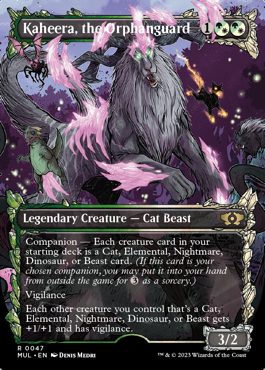 Kaheera, the Orphanguard 1
Legendary Creature — Cat Beast
Companion — Each creature card in your
starting deck is a Cat, Elemental, Nightmare,
Dinosaur, or Beast card. (If this card is your
chosen companion, you may put it into your hand
from outside the game for 3 as a sorcery.)
Vigilance
Each other creature you control that's a Cat,
Elemental, Nightmare, Dinosaur, or Beast gets
+1/+1 and has vigilance.
3/2
R 0047
MUL • EN DENIS MEDRI
™ & © 2023 Wizards of the Coast